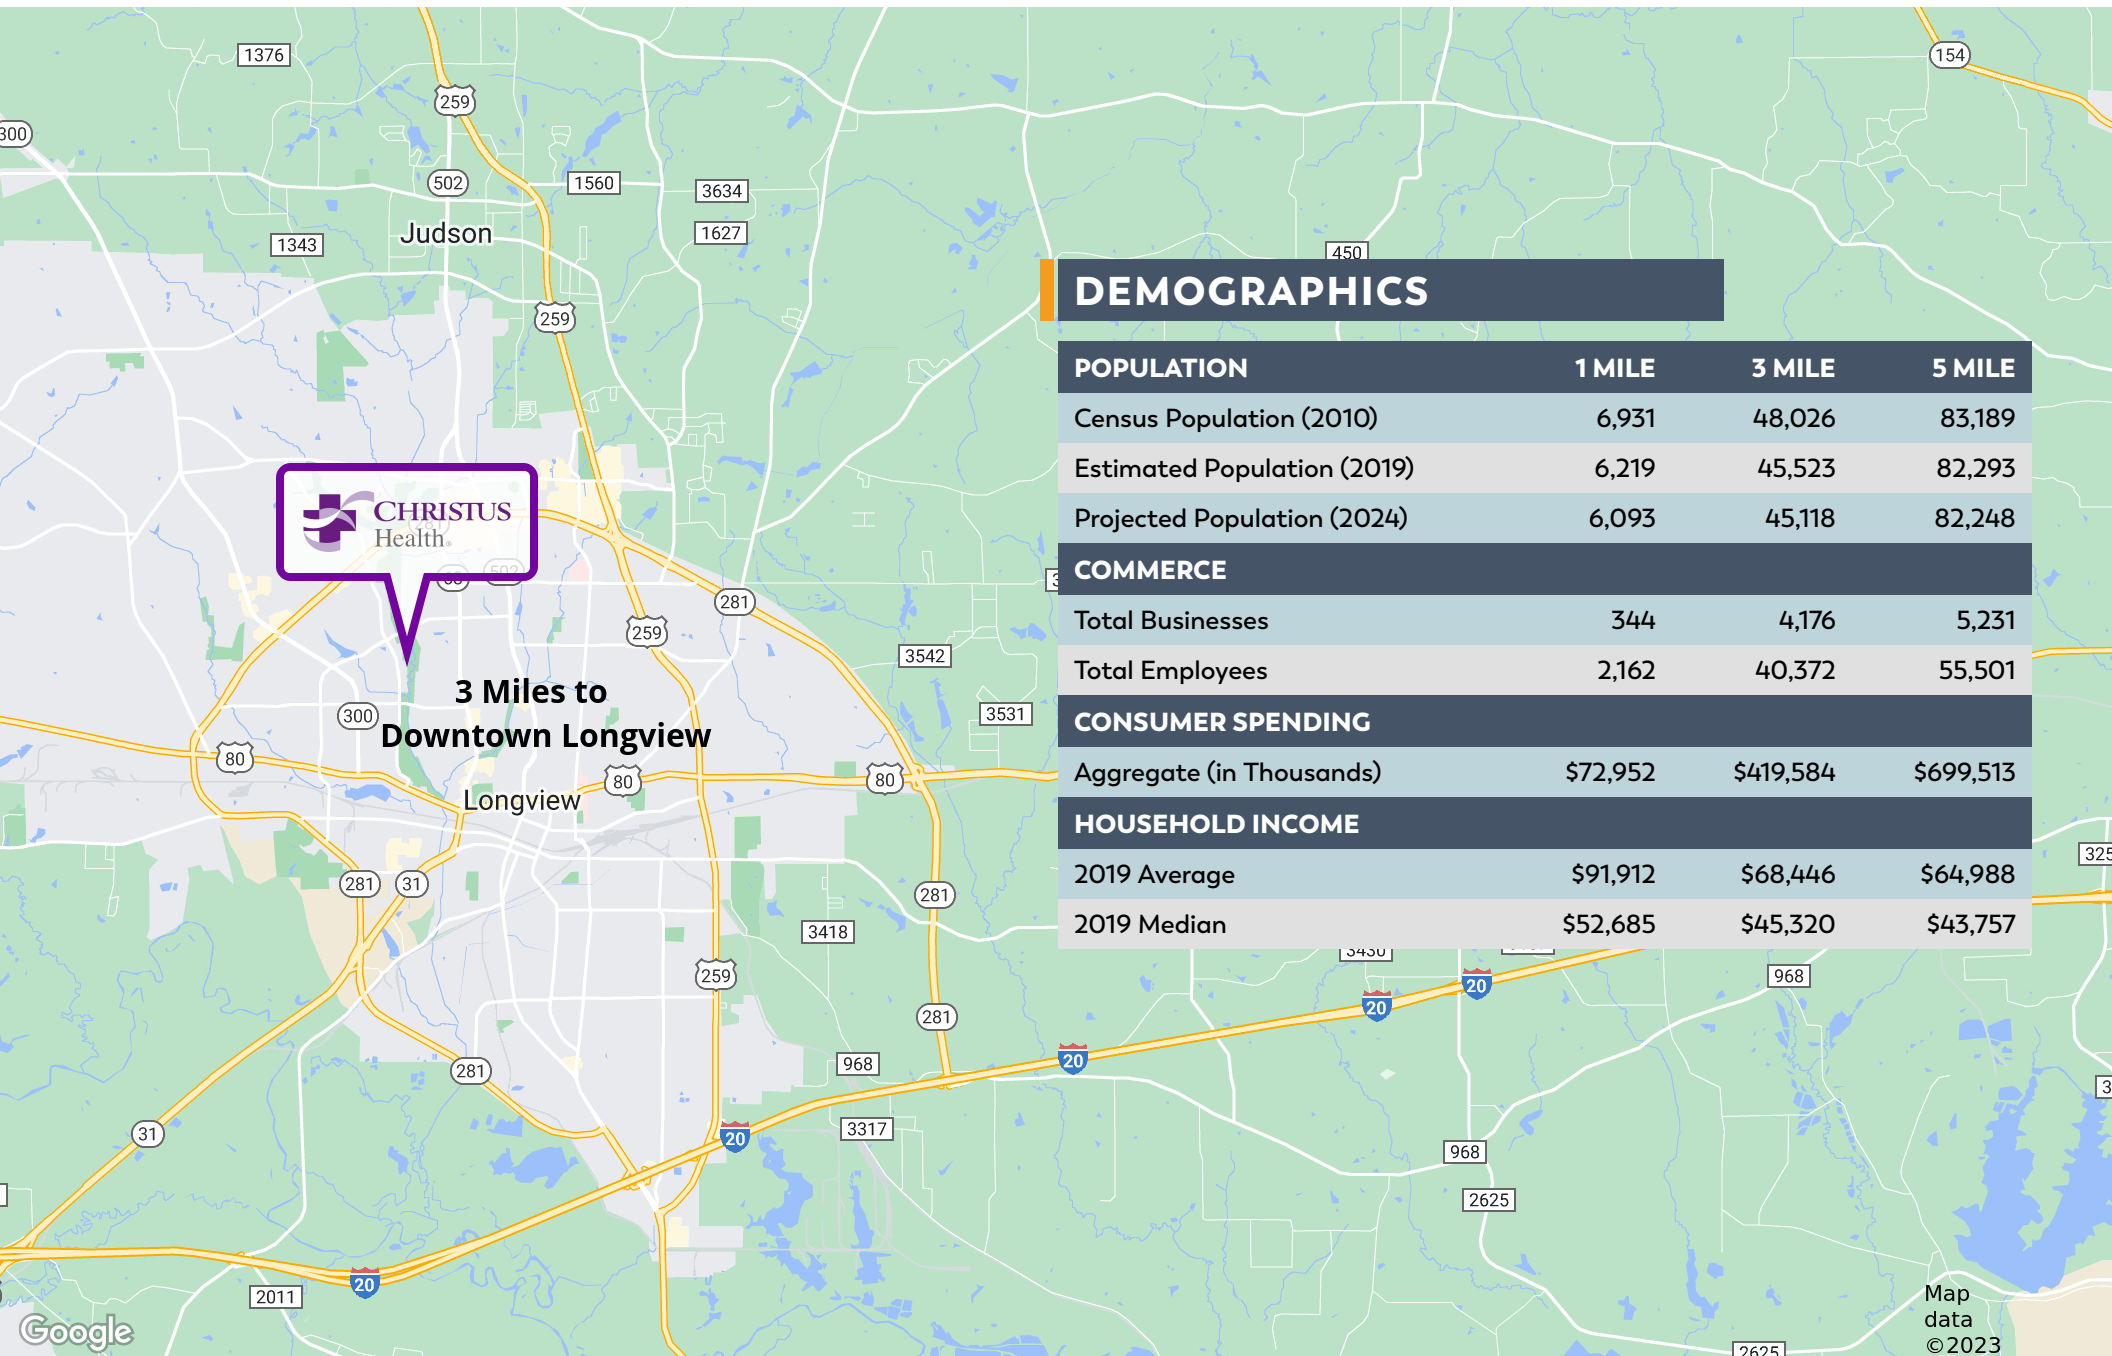 1376
154
259
300
502
1560
3634
Judson
1627
1343
450
259
DEMOGRAPHICS
POPULATION 1 MILE 3 MILE 5 MILE
Census Population (2010) 6,931 48,026 83,189
Estimated Population (2019) 6,219 45,523 82,293
Projected Population (2024) 6,093 45,118 82,248
COMMERCE
Total Businesses 344 4,176 5,231
Total Employees 2,162 40,372 55,501
CONSUMER SPENDING
Aggregate (in Thousands) $72,952 $419,584 $699,513
HOUSEHOLD INCOME
2019 Average $91,912 $68,446 $64,988
2019 Median $52,685 $45,320 $43,757
CHRISTUS
Health
281
502
281
259
3542
3 Miles to
Downtown Longview
300
3531
80
80
80
Longview
281
31
281
3418
259
3430
20
968
20
281
20
281
968
3317
20
31
968
2625
20
2011
Google
Map
data
©2023
2625